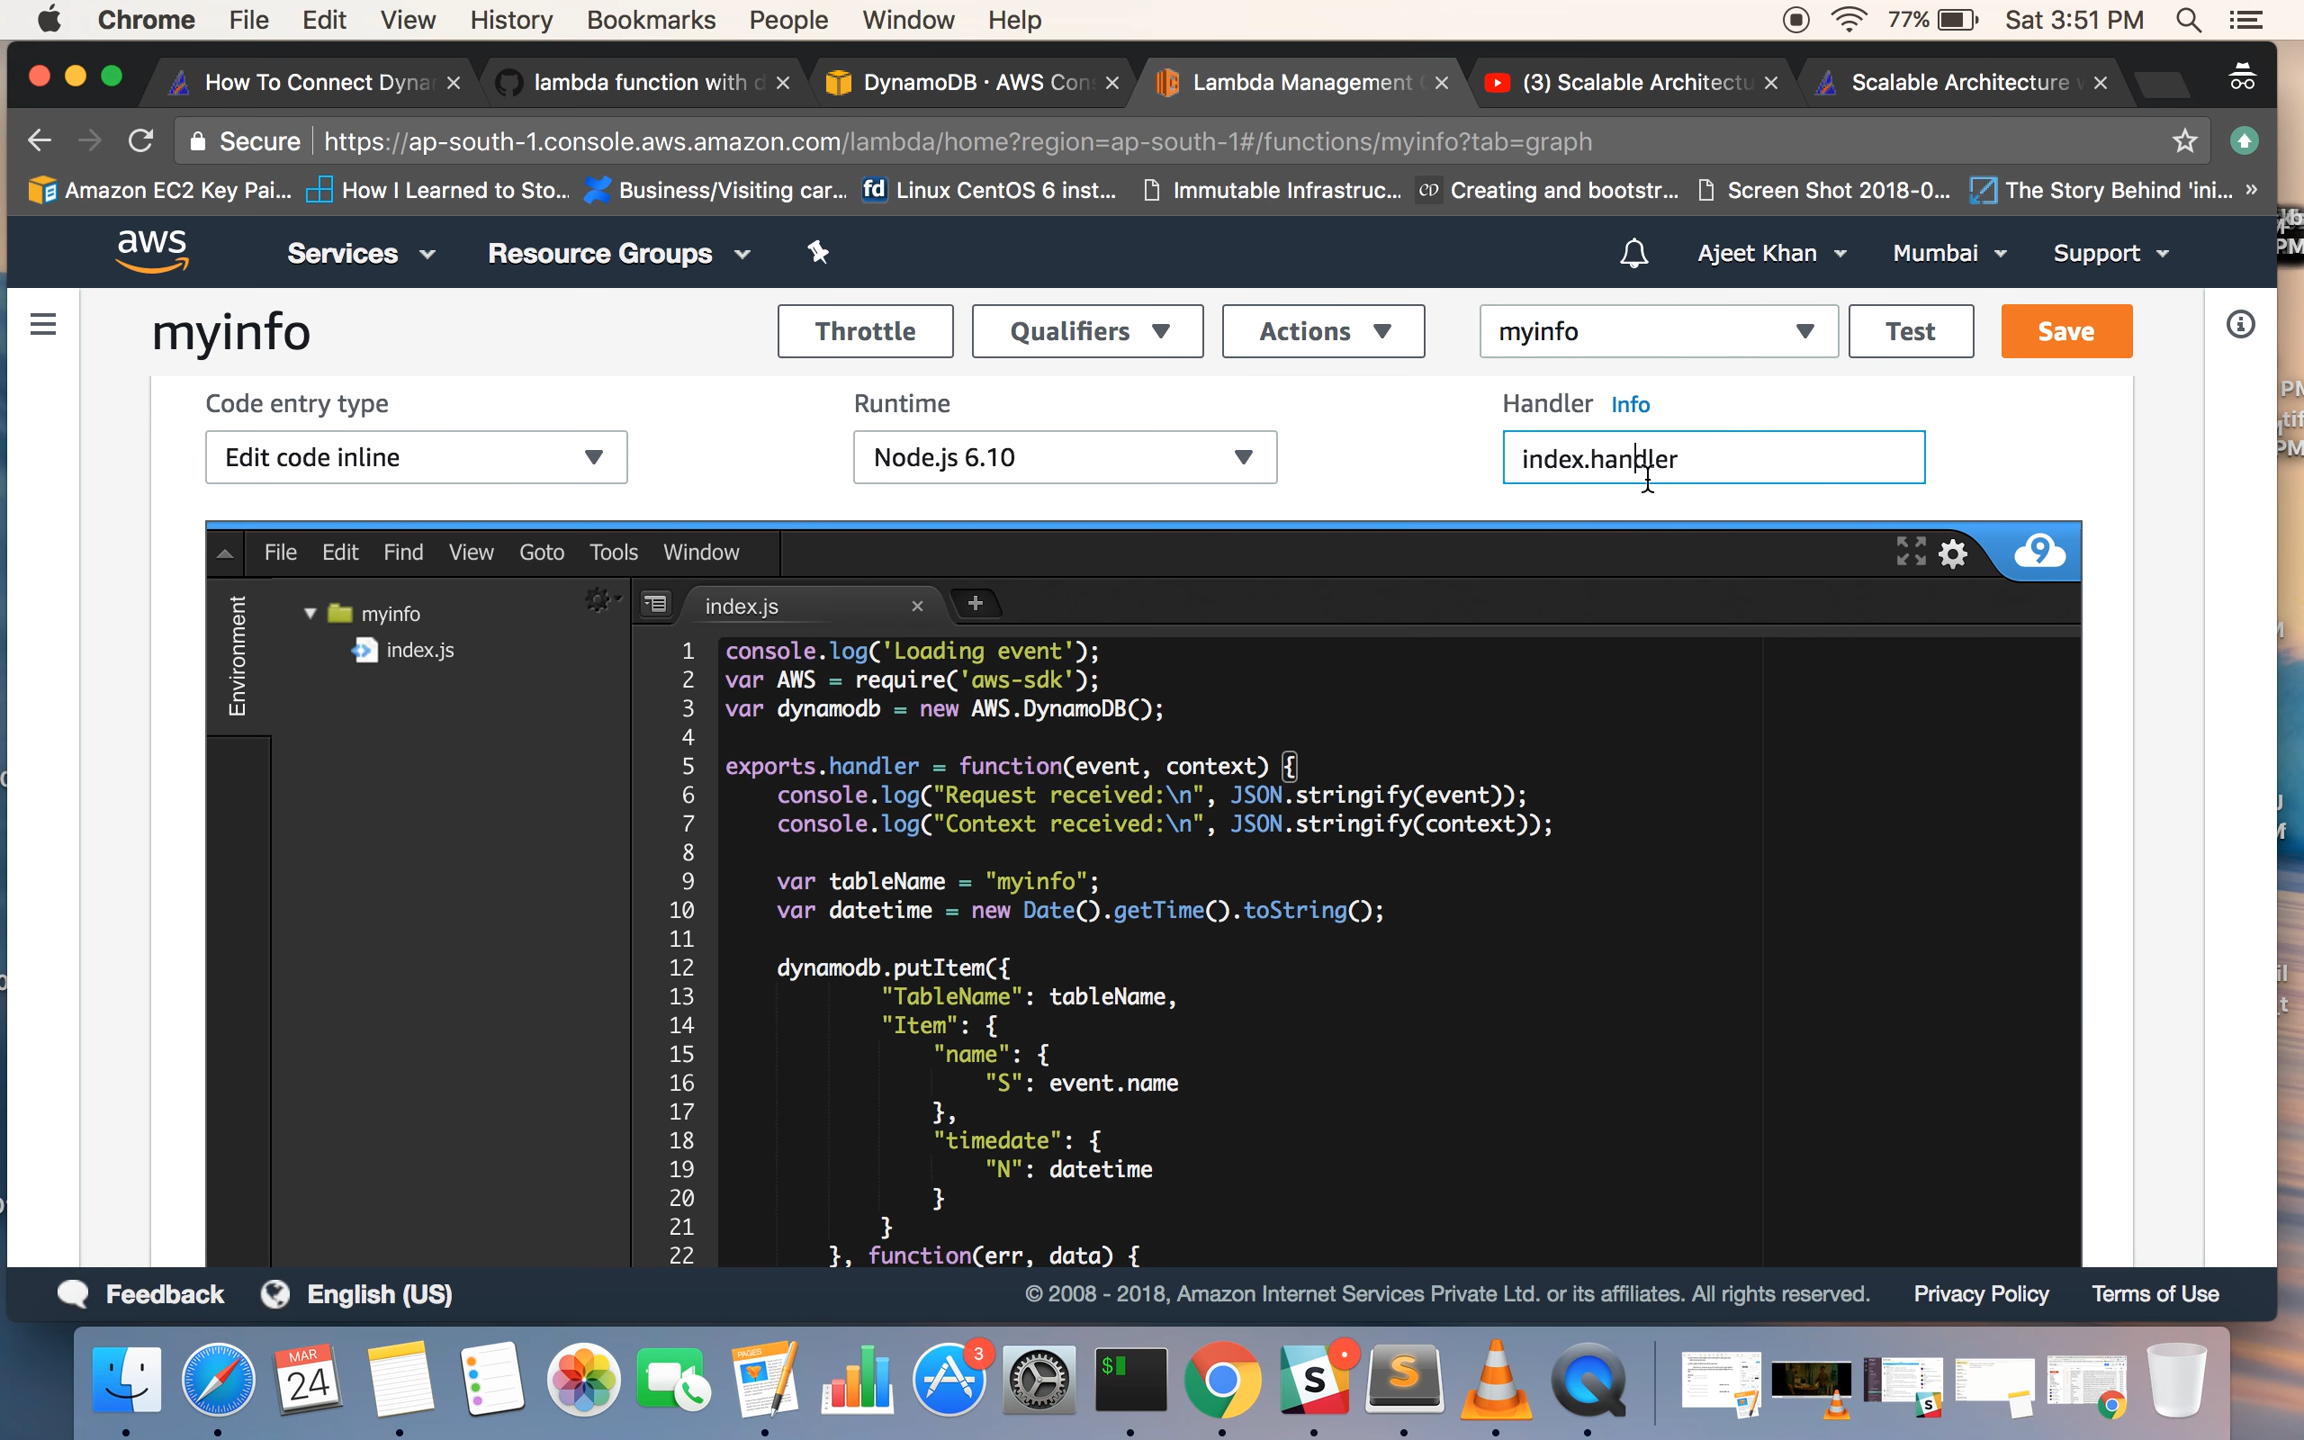 Chrome File Edit View History Bookmarks People Window Help 77% Sat 3:51 PM
How To Connect Dyna lambda function with d DynamoDB · AWS Con Lambda Management (3) Scalable Architectu Scalable Architecture
Secure https://ap-south-1.console.aws.amazon.com/lambda/home?region=ap-south-1#/functions/myinfo?tab=graph
Amazon EC2 Key Pai... How I Learned to Sto... Business/Visiting car... fd Linux CentOS 6 inst... Immutable Infrastruc... Creating and bootstr... Screen Shot 2018-0... The Story Behind 'ini... »
aws Services Resource Groups Ajeet Khan Mumbai Support
myinfo Throttle Qualifiers Actions myinfo Test Save
Code entry type Runtime Handler Info
Edit code inline Node.js 6.10 index.handler
File Edit Find View Goto Tools Window 9
Environment
myinfo
index.js
index.js
1 console.log('Loading event');
2 var AWS = require('aws-sdk');
3 var dynamodb = new AWS.DynamoDB();
4
5 exports.handler = function(event, context) {
6 console.log("Request received:\n", JSON.stringify(event));
7 console.log("Context received:\n", JSON.stringify(context));
8
9 var tableName = "myinfo";
10 var datetime = new Date().getTime().toString();
11
12 dynamodb.putItem({
13 "TableName": tableName,
14 "Item": {
15 "name": {
16 "S": event.name
17 },
18 "timedate": {
19 "N": datetime
20 }
21 }
22 }, function(err, data) {
Feedback English (US) © 2008 - 2018, Amazon Internet Services Private Ltd. or its affiliates. All rights reserved. Privacy Policy Terms of Use
MAR
24
PAGES
3
$
S
S